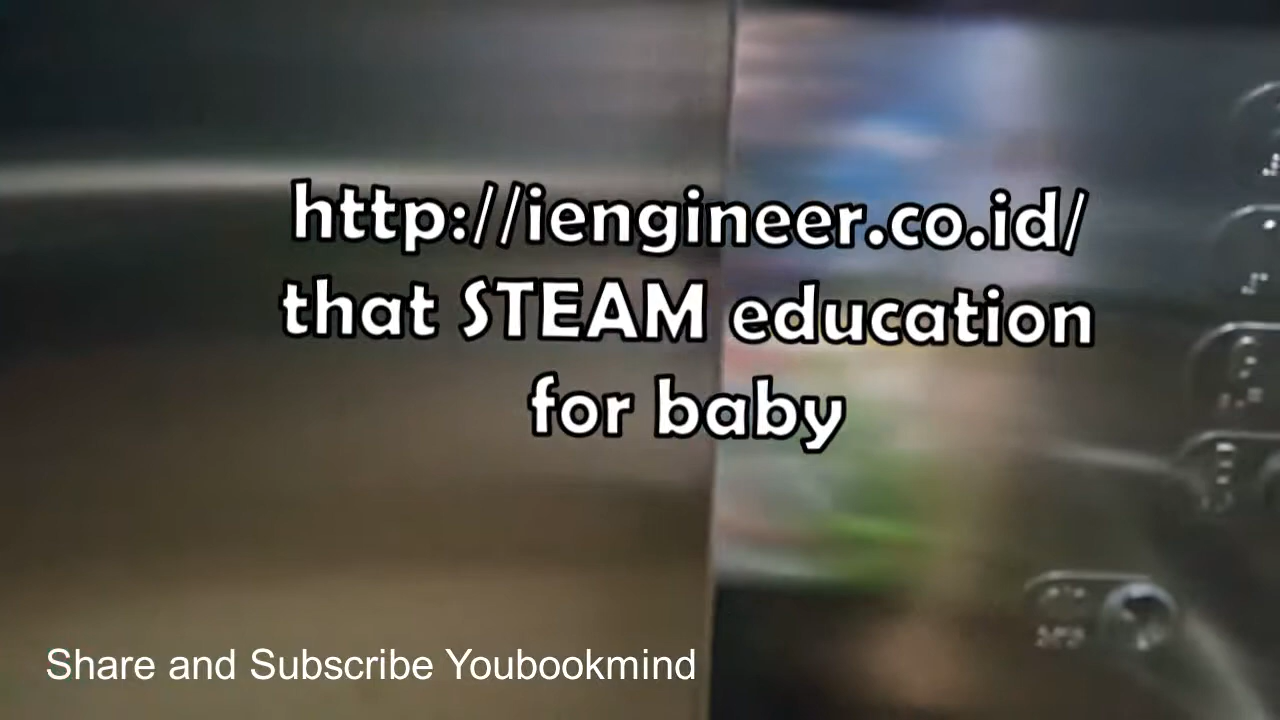 http://iengineer.co.id/
that STEAM education
for baby
Share and Subscribe Youbookmind